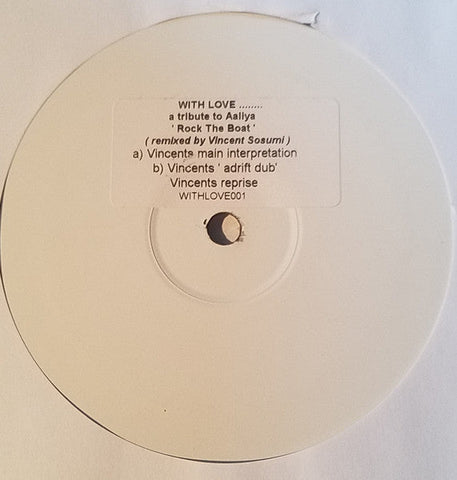 WITH LOVE ........
a tribute to Aaliya
' Rock The Boat '
( remixed by Vincent Sosumi )
a) Vincents main interpretation
b) Vincents ' adrift dub'
Vincents reprise
WITHLOVE001